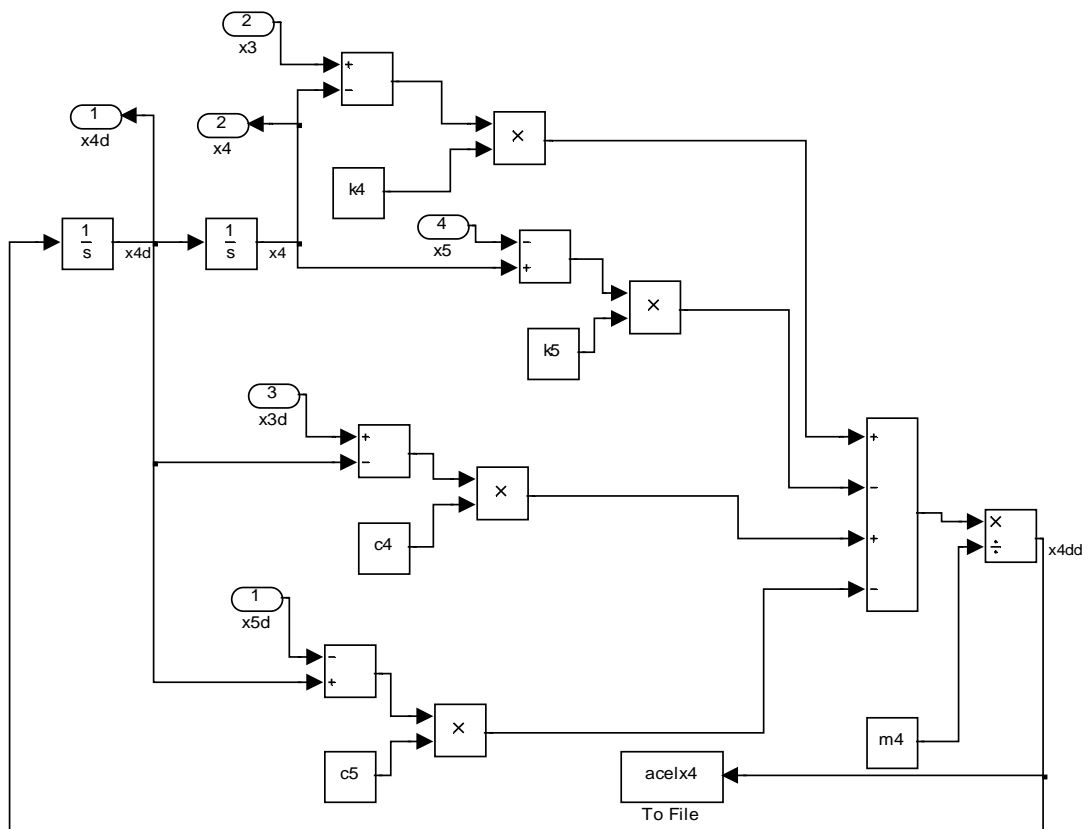 2
x3
+
−
1
x4d
2
x4
×
k4
1
s
x4d
1
s
x4
4
x5
−
+
×
k5
3
x3d
+
−
×
c4
+
−
+
−
×
÷
x4dd
1
x5d
−
+
×
c5
m4
acelx4
To File